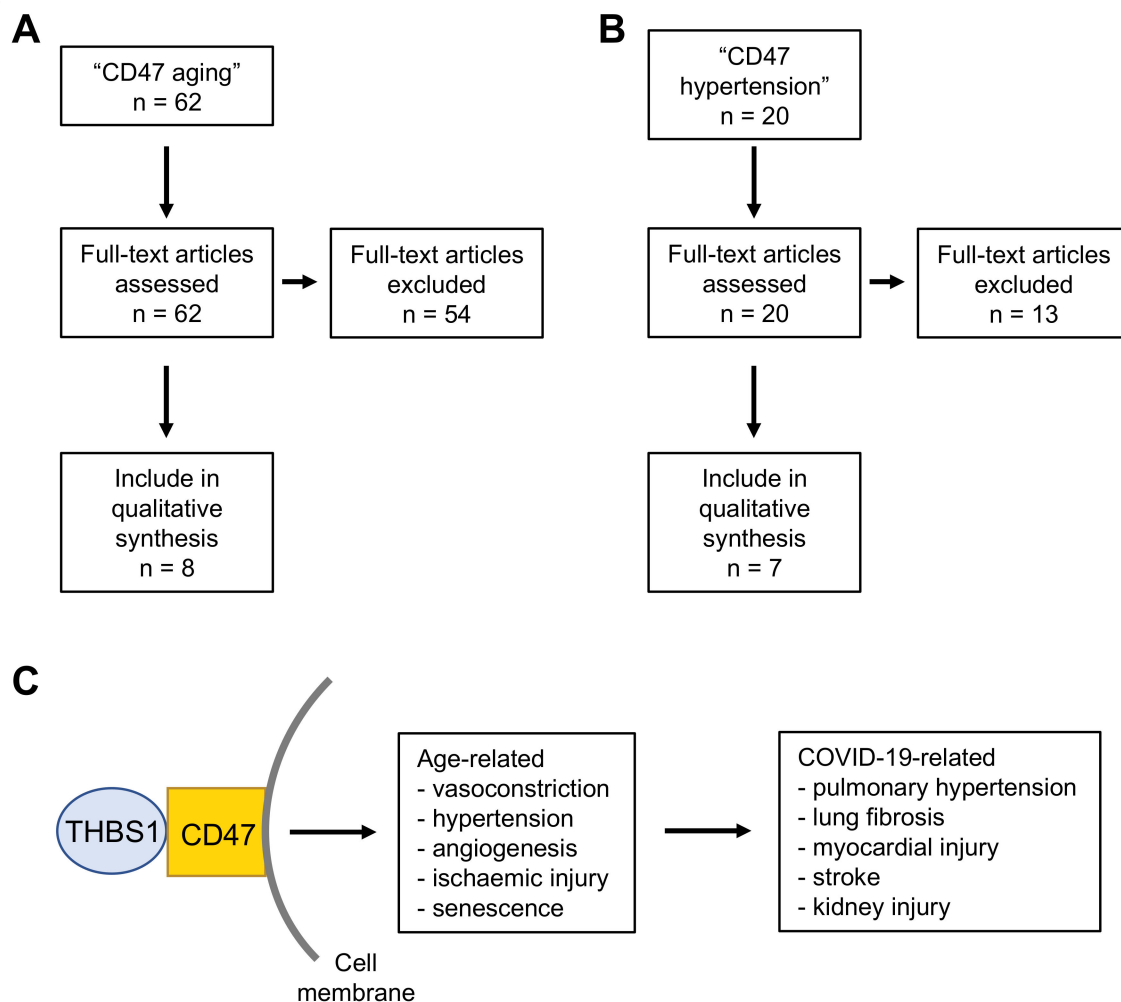 A
“CD47 aging”
n = 62
Full-text articles
assessed
n = 62
Full-text articles
excluded
n = 54
Include in
qualitative
synthesis
n = 8
B
“CD47
hypertension”
n = 20
Full-text articles
assessed
n = 20
Full-text articles
excluded
n = 13
Include in
qualitative
synthesis
n = 7
C
THBS1
CD47
Cell
membrane
Age-related
- vasoconstriction
- hypertension
- angiogenesis
- ischaemic injury
- senescence
COVID-19-related
- pulmonary hypertension
- lung fibrosis
- myocardial injury
- stroke
- kidney injury